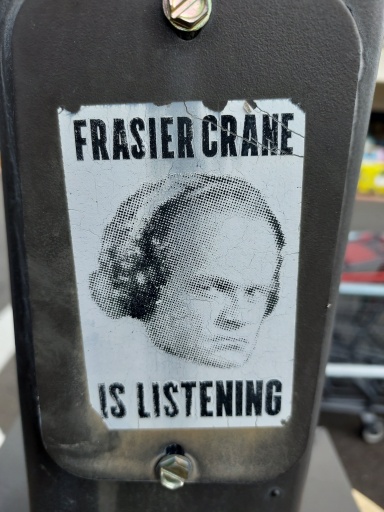 FRASIER CRANE
IS LISTENING